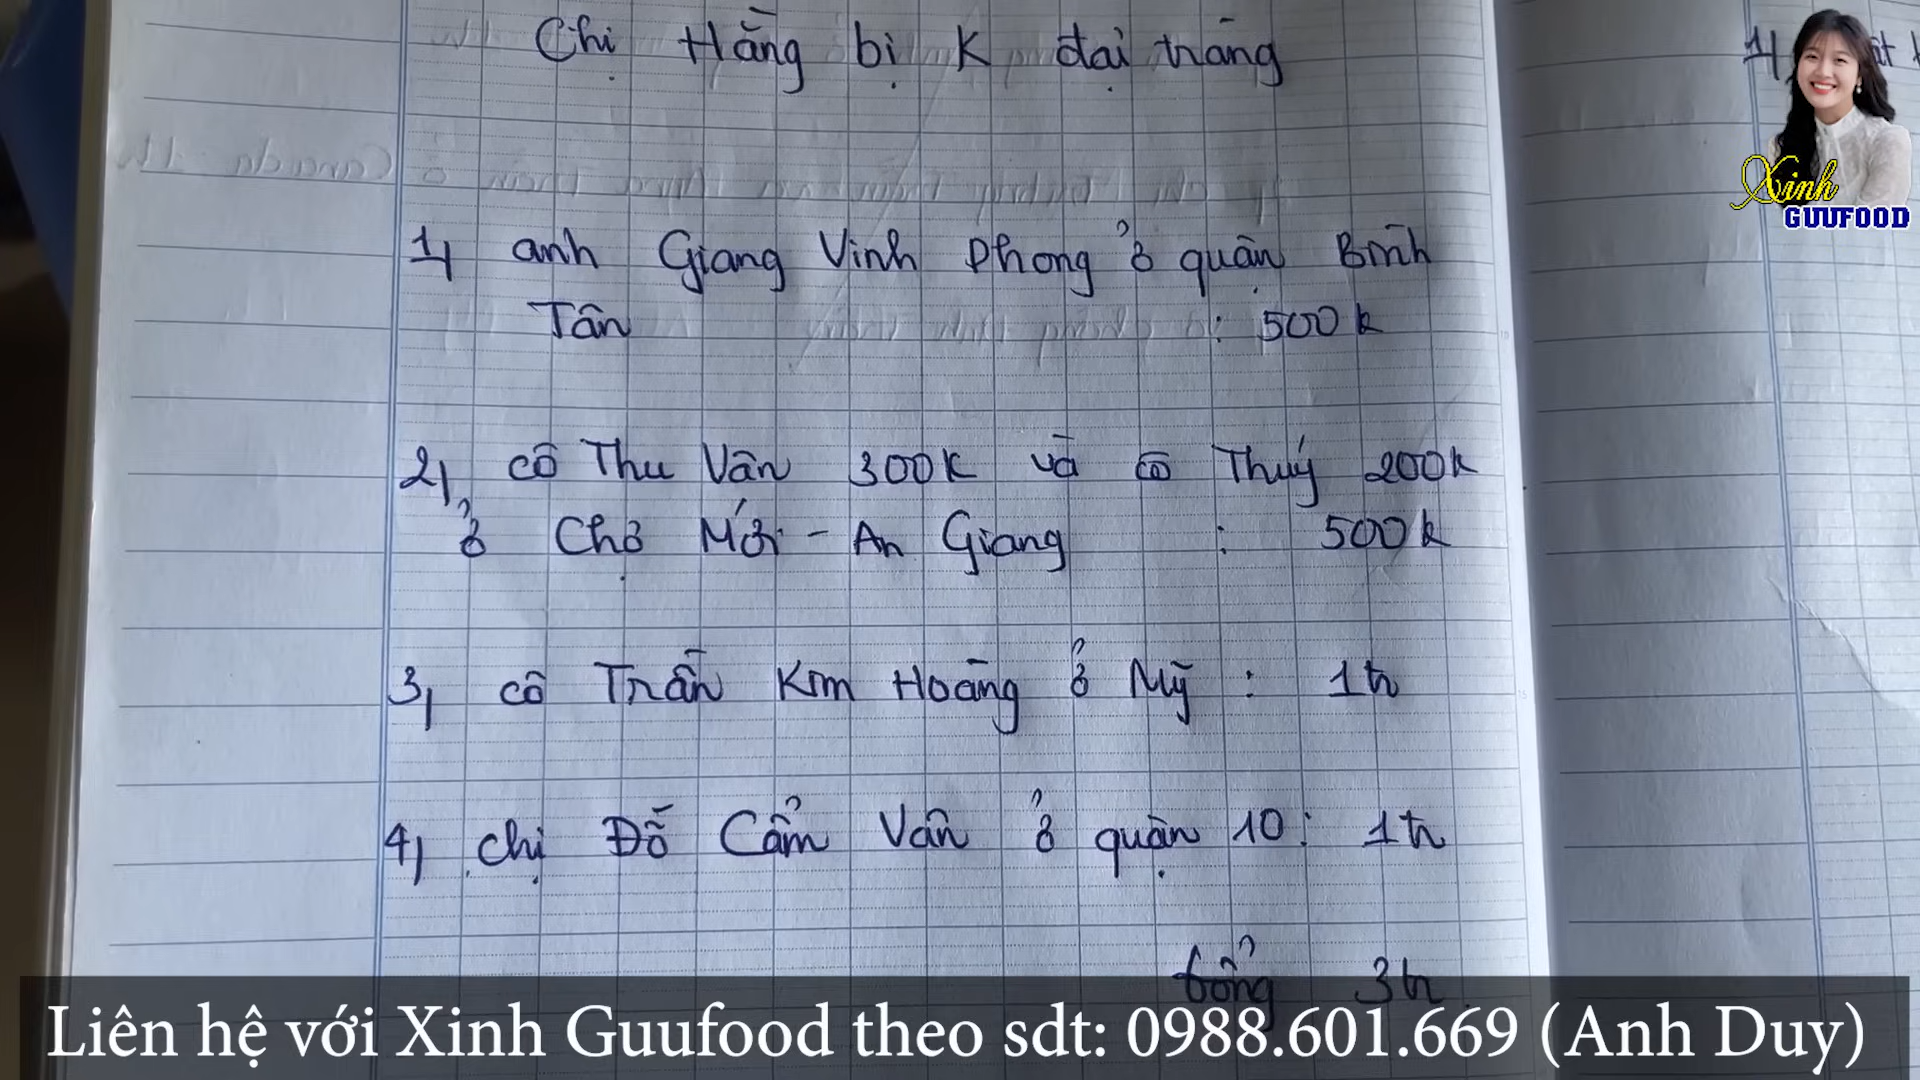 Chị Hằng bị K đại tràng
1, anh Giang Vinh Phong ở quận Bình
Tân : 500k
2, cô Thu Vân 300K và cô Thuý 200k
ở Chợ Mới - An Giang : 500k
3, cô Trần Kim Hoàng ở Mỹ : 1tr
4, chị Đỗ Cẩm Vân ở quận 10: 1tr
tổng 3tr
1,
Xinh
GUUFOOD
Liên hệ với Xinh Guufood theo sdt: 0988.601.669 (Anh Duy)